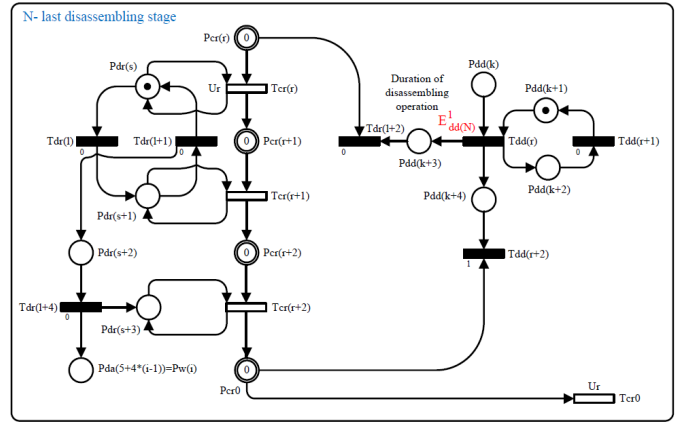 N- last disassembling stage
Pcr(r)
0
Pdr(s)
Ur
Tcr(r)
Pdd(k)
Duration of
disassembling
operation
Pdd(k+1)
E¹dd(N)
Tdr(l)
0
Tdr(l+1)
0
0
Pcr(r+1)
Tdr(l+2)
0
Pdd(k+3)
Tdd(r)
Tdd(r+1)
0
Pdd(k+2)
Pdr(s+1)
Tcr(r+1)
Pdd(k+4)
Pdr(s+2)
0
Pcr(r+2)
Tdd(r+2)
1
Tdr(l+4)
0
Pdr(s+3)
Tcr(r+2)
Pda(5+4*(i-1))=Pw(i)
0
Pcr0
Ur
Tcr0